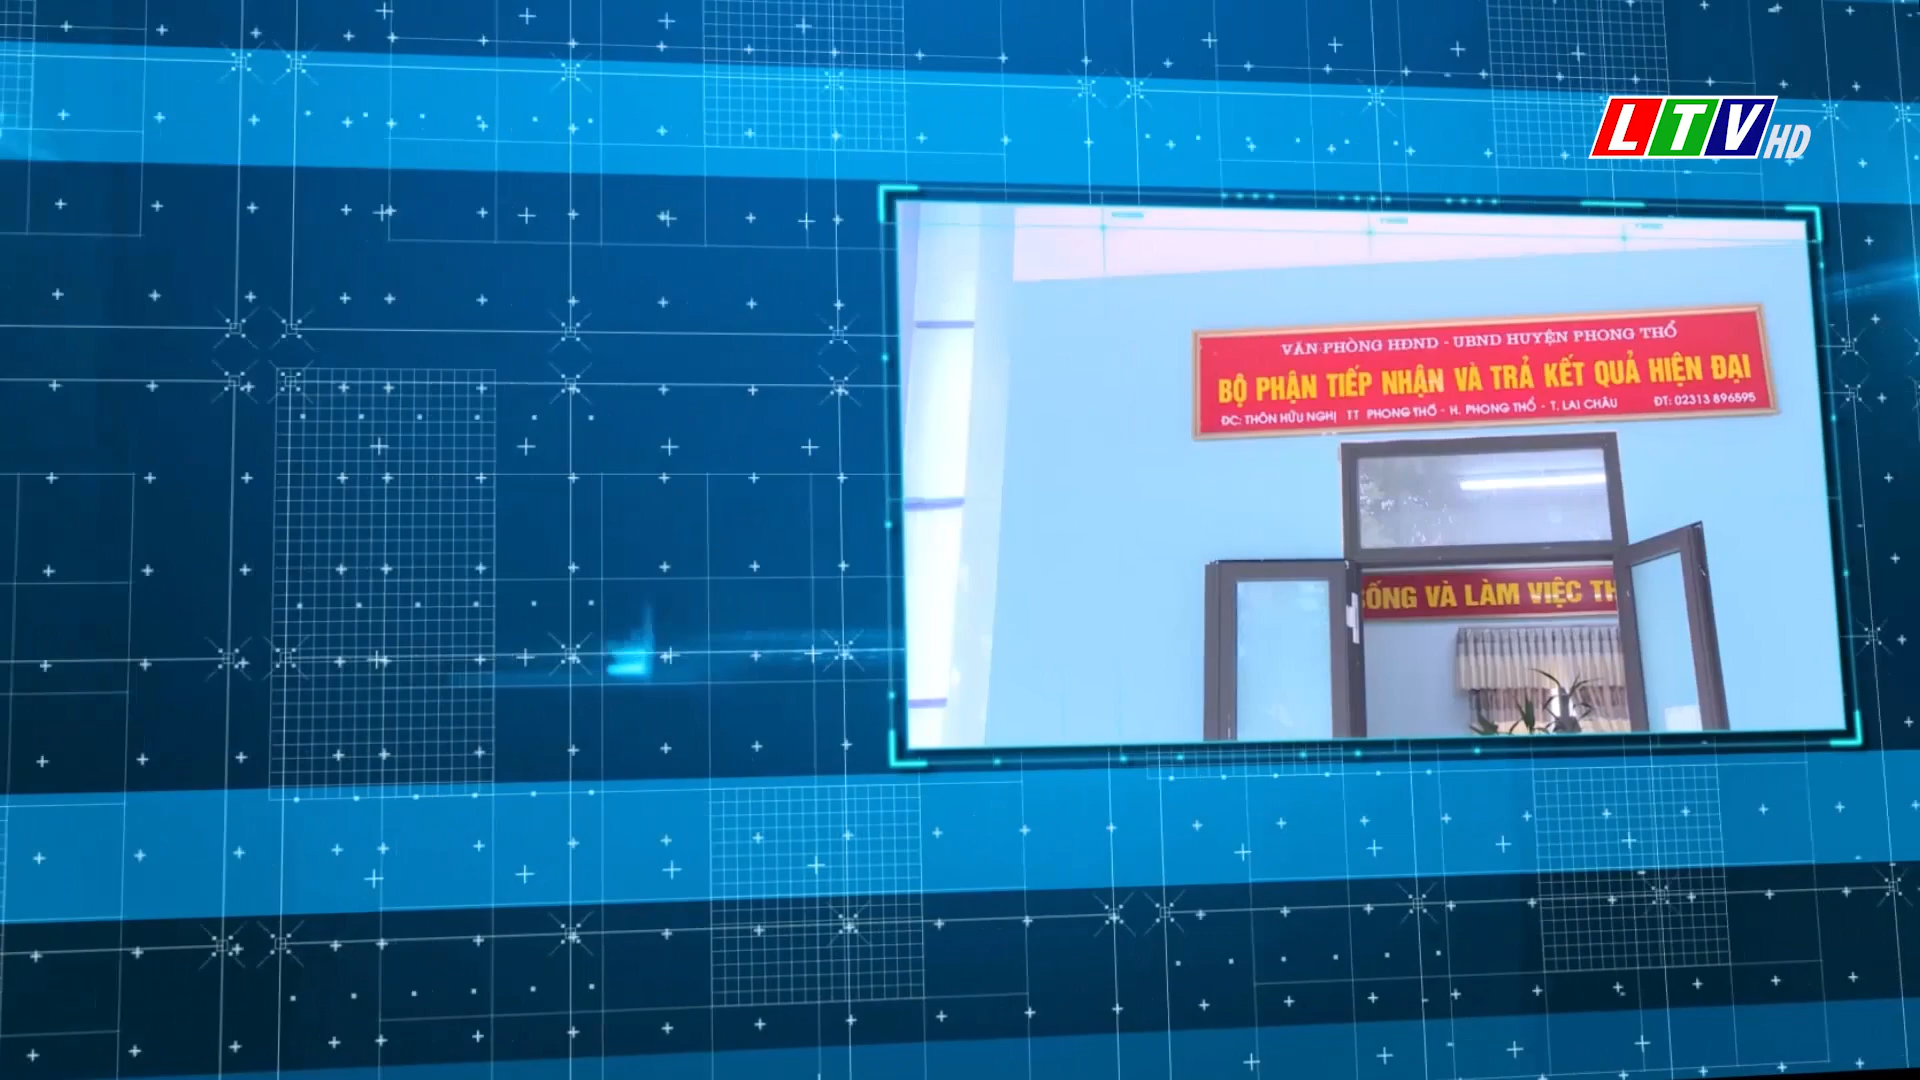 LTV HD
VĂN PHÒNG HĐND - UBND HUYỆN PHONG THỔ
BỘ PHẬN TIẾP NHẬN VÀ TRẢ KẾT QUẢ HIỆN ĐẠI
ĐC: THÔN HỮU NGHỊ TT PHONG THỔ - H. PHONG THỔ - T. LAI CHÂU ĐT: 02313 896595
SỐNG VÀ LÀM VIỆC TH